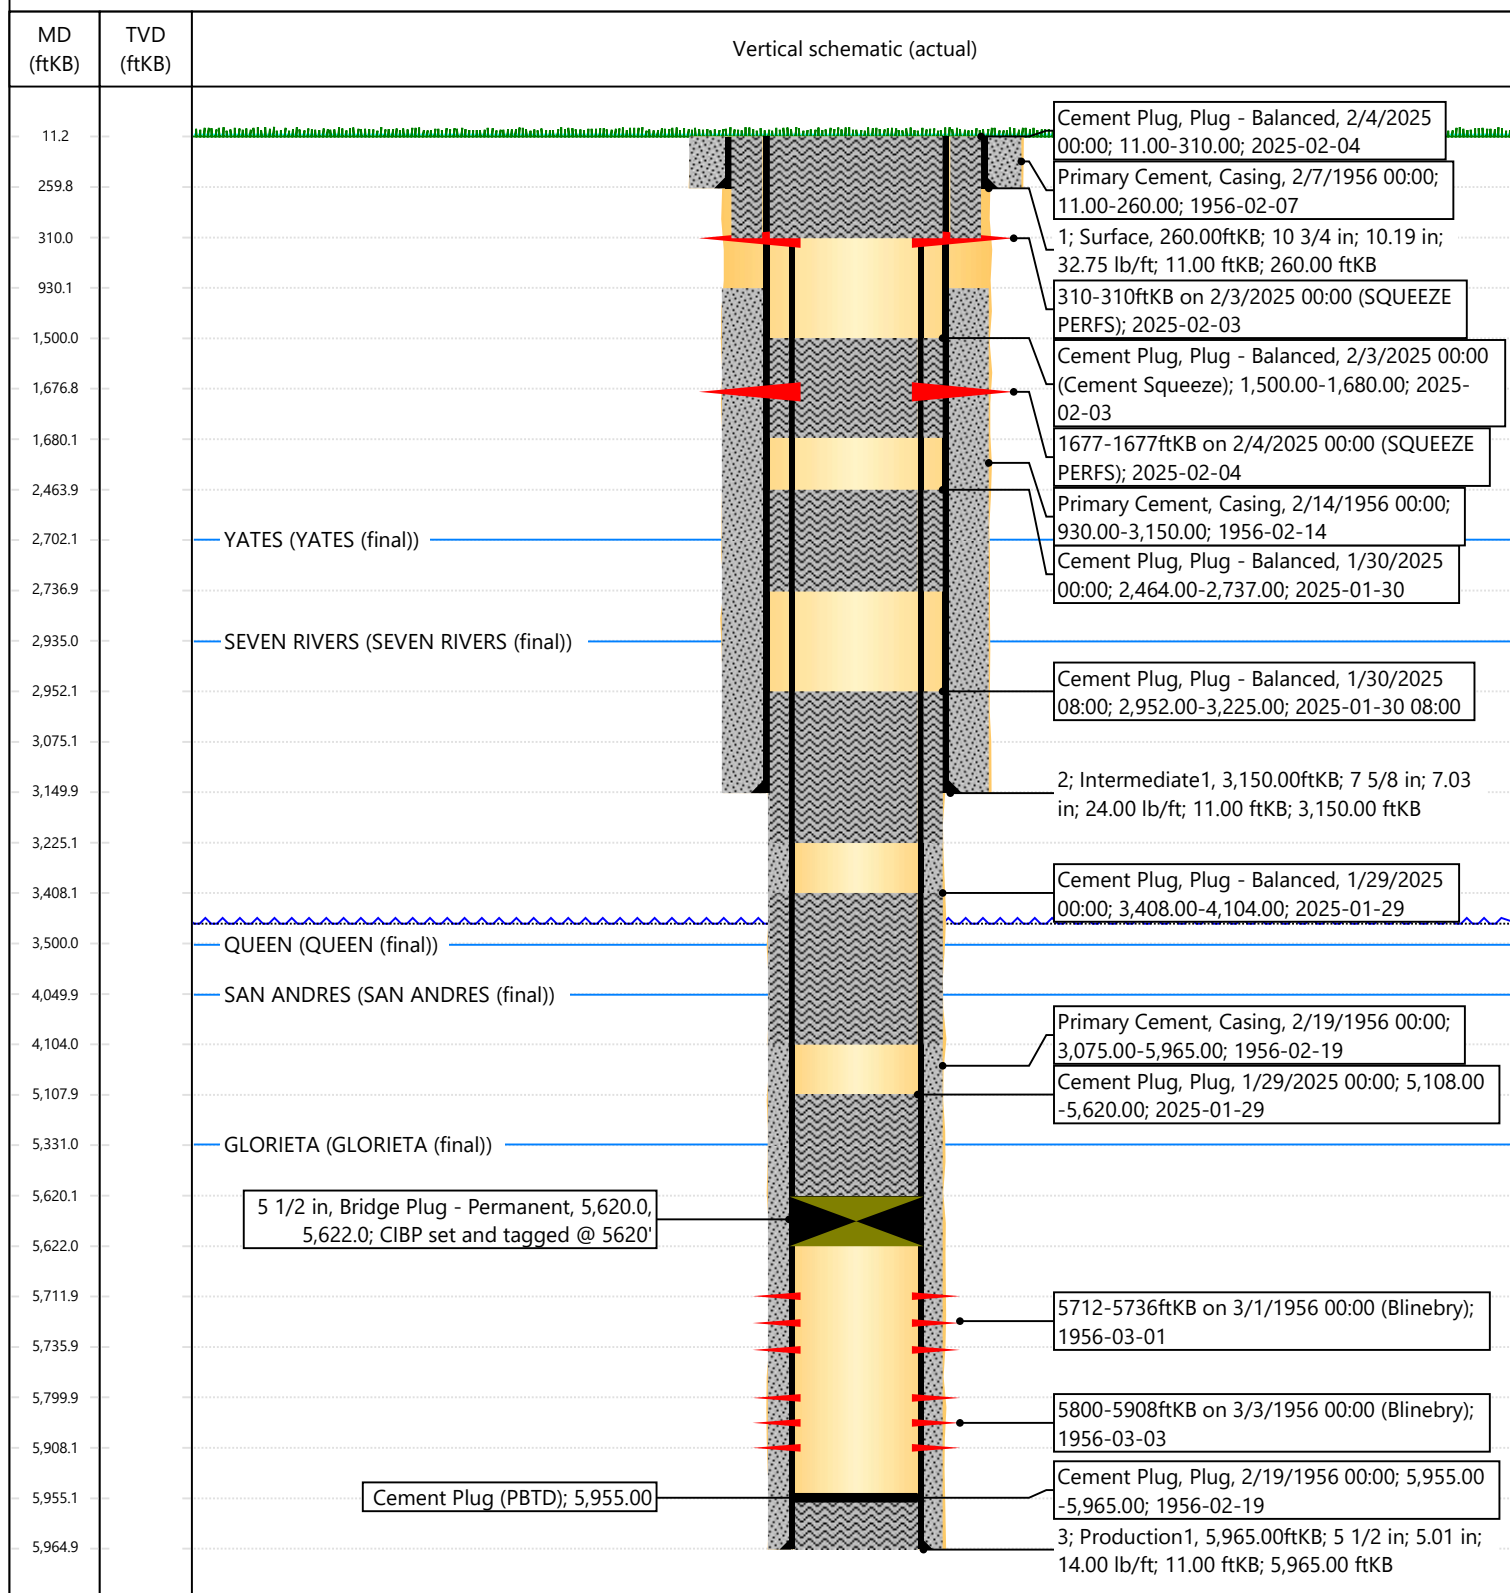 MD
(ftKB)
TVD
(ftKB)
Vertical schematic (actual)
11.2
259.8
310.0
930.1
1,500.0
1,676.8
1,680.1
2,463.9
2,702.1
2,736.9
2,935.0
2,952.1
3,075.1
3,149.9
3,225.1
3,408.1
3,500.0
4,049.9
4,104.0
5,107.9
5,331.0
5,620.1
5,622.0
5,711.9
5,735.9
5,799.9
5,908.1
5,955.1
5,964.9
YATES (YATES (final))
SEVEN RIVERS (SEVEN RIVERS (final))
QUEEN (QUEEN (final))
SAN ANDRES (SAN ANDRES (final))
GLORIETA (GLORIETA (final))
5 1/2 in, Bridge Plug - Permanent, 5,620.0,
5,622.0; CIBP set and tagged @ 5620'
Cement Plug (PBTD); 5,955.00
Cement Plug, Plug - Balanced, 2/4/2025
00:00; 11.00-310.00; 2025-02-04
Primary Cement, Casing, 2/7/1956 00:00;
11.00-260.00; 1956-02-07
1; Surface, 260.00ftKB; 10 3/4 in; 10.19 in;
32.75 lb/ft; 11.00 ftKB; 260.00 ftKB
310-310ftKB on 2/3/2025 00:00 (SQUEEZE
PERFS); 2025-02-03
Cement Plug, Plug - Balanced, 2/3/2025 00:00
(Cement Squeeze); 1,500.00-1,680.00; 2025-
02-03
1677-1677ftKB on 2/4/2025 00:00 (SQUEEZE
PERFS); 2025-02-04
Primary Cement, Casing, 2/14/1956 00:00;
930.00-3,150.00; 1956-02-14
Cement Plug, Plug - Balanced, 1/30/2025
00:00; 2,464.00-2,737.00; 2025-01-30
Cement Plug, Plug - Balanced, 1/30/2025
08:00; 2,952.00-3,225.00; 2025-01-30 08:00
2; Intermediate1, 3,150.00ftKB; 7 5/8 in; 7.03
in; 24.00 lb/ft; 11.00 ftKB; 3,150.00 ftKB
Cement Plug, Plug - Balanced, 1/29/2025
00:00; 3,408.00-4,104.00; 2025-01-29
Primary Cement, Casing, 2/19/1956 00:00;
3,075.00-5,965.00; 1956-02-19
Cement Plug, Plug, 1/29/2025 00:00; 5,108.00
-5,620.00; 2025-01-29
5712-5736ftKB on 3/1/1956 00:00 (Blinebry);
1956-03-01
5800-5908ftKB on 3/3/1956 00:00 (Blinebry);
1956-03-03
Cement Plug, Plug, 2/19/1956 00:00; 5,955.00
-5,965.00; 1956-02-19
3; Production1, 5,965.00ftKB; 5 1/2 in; 5.01 in;
14.00 lb/ft; 11.00 ftKB; 5,965.00 ftKB